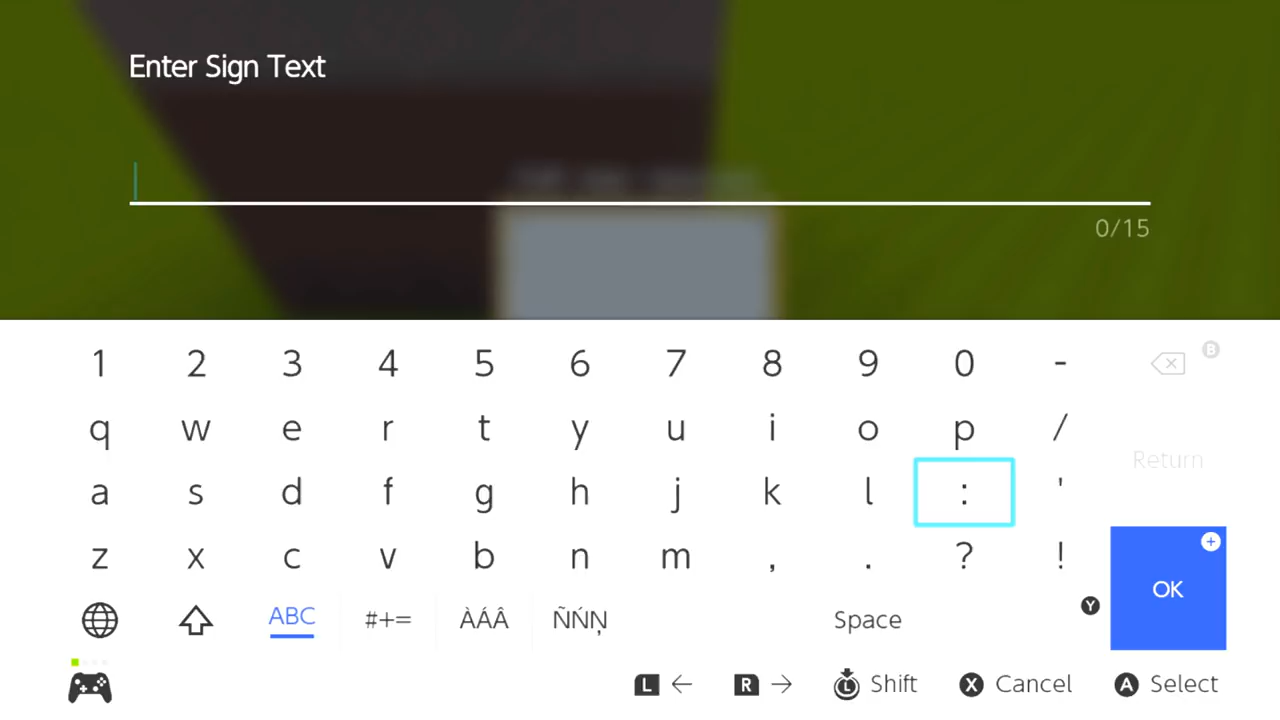 Enter Sign Text
0/15
1 2 3 4 5 6 7 8 9 0 - B
q w e r t y u i o p /
Return
a s d f g h j k l : '
z x c v b n m , . ? ! +
OK
ABC #+= ÀÁÂ ÑŃŅ Space Y
L ← R → L Shift X Cancel A Select